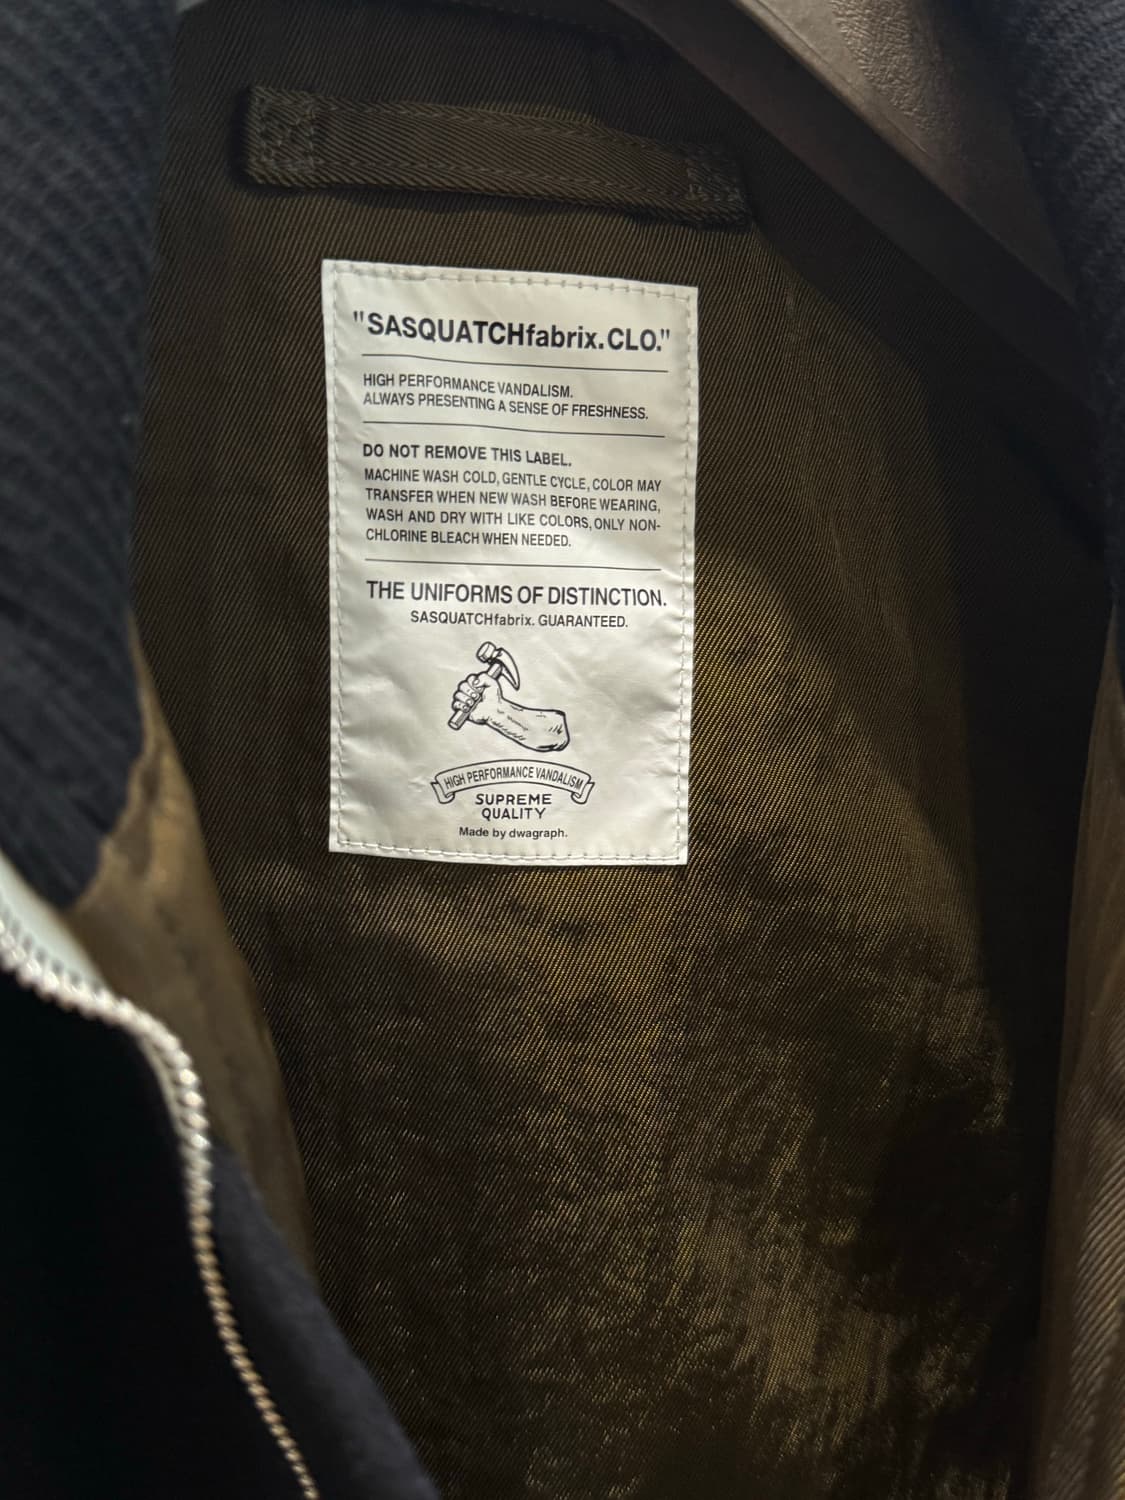 "SASQUATCHfabrix.CLO."
HIGH PERFORMANCE VANDALISM.
ALWAYS PRESENTING A SENSE OF FRESHNESS.
DO NOT REMOVE THIS LABEL.
MACHINE WASH COLD, GENTLE CYCLE, COLOR MAY
TRANSFER WHEN NEW WASH BEFORE WEARING,
WASH AND DRY WITH LIKE COLORS, ONLY NON-
CHLORINE BLEACH WHEN NEEDED.
THE UNIFORMS OF DISTINCTION.
SASQUATCHfabrix. GUARANTEED.
HIGH PERFORMANCE VANDALISM
SUPREME
QUALITY
Made by dwagraph.